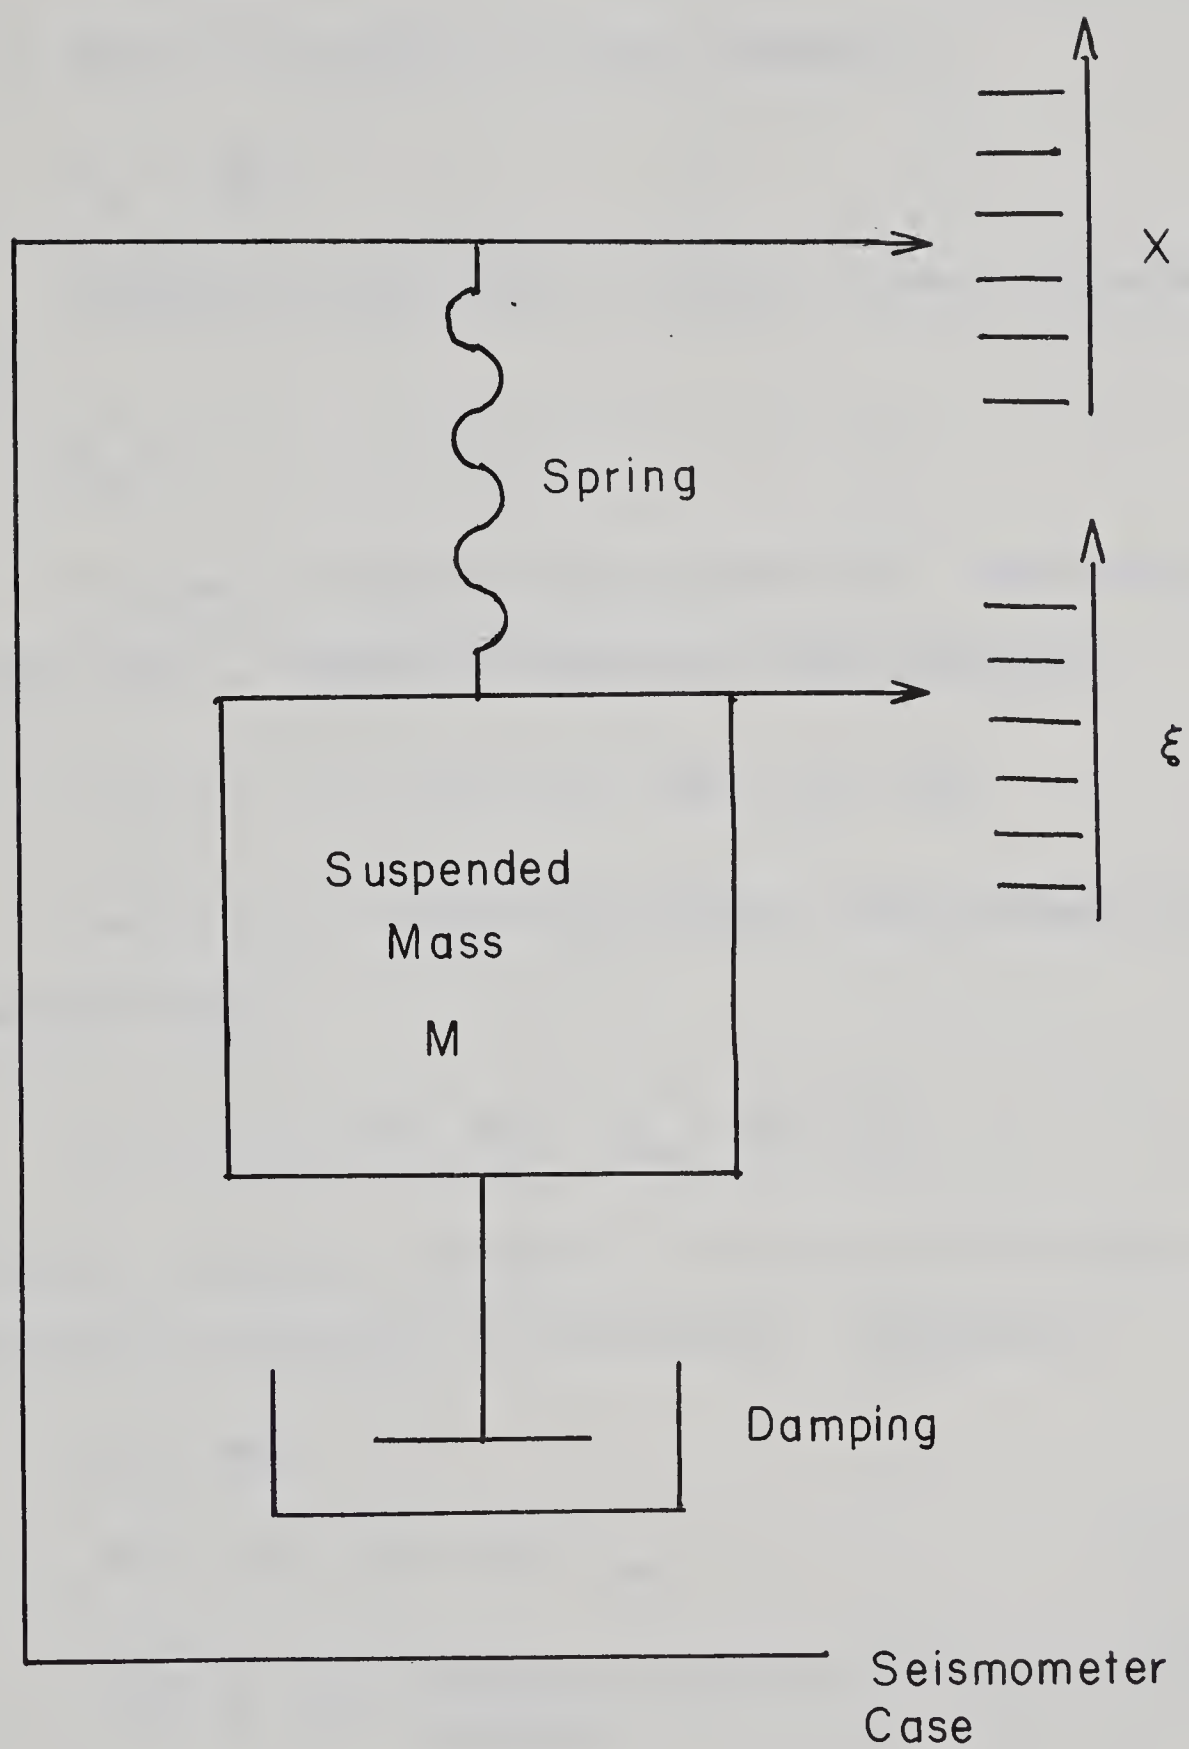 X
Spring
ξ
Suspended
Mass
M
Damping
Seismometer
Case